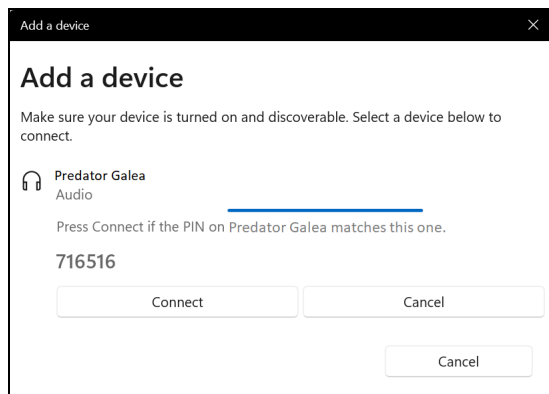 Add a device
Add a device
Make sure your device is turned on and discoverable. Select a device below to
connect.
Predator Galea
Audio
Press Connect if the PIN on Predator Galea matches this one.
716516
Connect
Cancel
Cancel